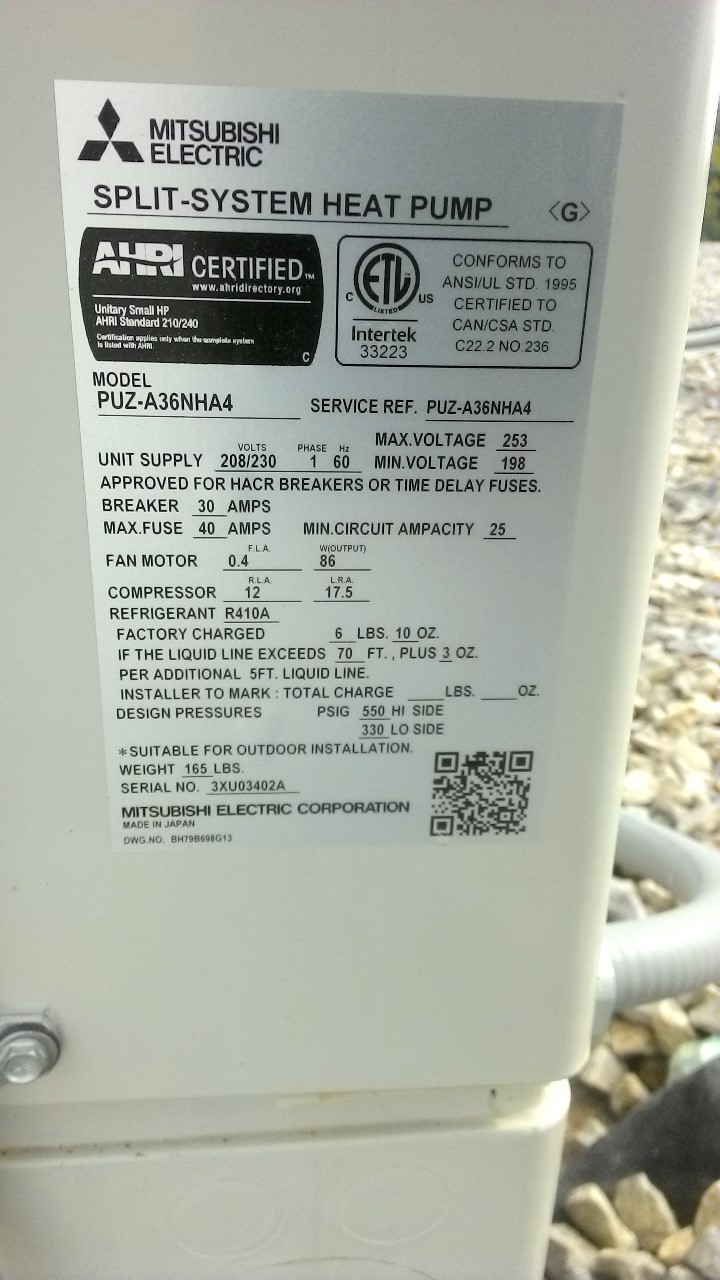 MITSUBISHI
ELECTRIC
SPLIT-SYSTEM HEAT PUMP <G>
AHRI CERTIFIED™
www.ahridirectory.org
Unitary Small HP
AHRI Standard 210/240
Certification applies only when the complete system
is listed with AHRI.
C
C ETL US
LISTED
Intertek
33223
CONFORMS TO
ANSI/UL STD. 1995
CERTIFIED TO
CAN/CSA STD.
C22.2 NO.236
MODEL
PUZ-A36NHA4 SERVICE REF. PUZ-A36NHA4
VOLTS PHASE Hz MAX.VOLTAGE 253
UNIT SUPPLY 208/230 1 60 MIN.VOLTAGE 198
APPROVED FOR HACR BREAKERS OR TIME DELAY FUSES.
BREAKER 30 AMPS
MAX.FUSE 40 AMPS MIN.CIRCUIT AMPACITY 25
F.L.A. W(OUTPUT)
FAN MOTOR 0.4 86
R.L.A. L.R.A.
COMPRESSOR 12 17.5
REFRIGERANT R410A
FACTORY CHARGED 6 LBS. 10 OZ.
IF THE LIQUID LINE EXCEEDS 70 FT., PLUS 3 OZ.
PER ADDITIONAL 5FT. LIQUID LINE.
INSTALLER TO MARK : TOTAL CHARGE ____ LBS. ____ OZ.
DESIGN PRESSURES PSIG 550 HI SIDE
330 LO SIDE
*SUITABLE FOR OUTDOOR INSTALLATION.
WEIGHT 165 LBS.
SERIAL NO. 3XU03402A
MITSUBISHI ELECTRIC CORPORATION
MADE IN JAPAN
DWG.NO. BH79B698G13